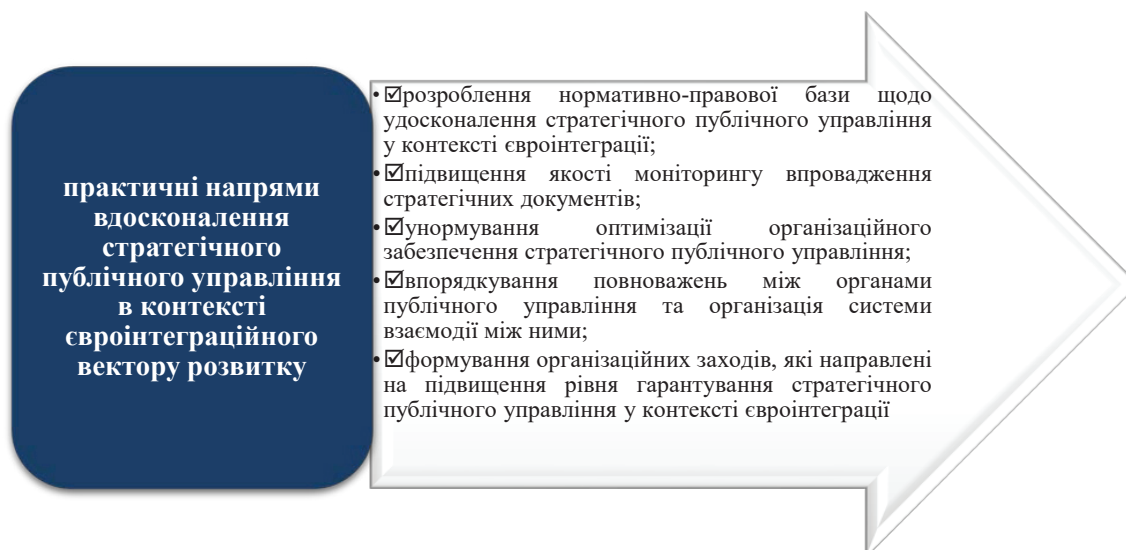 практичні напрями
вдосконалення
стратегічного
публічного управління
в контексті
євроінтеграційного
вектору розвитку
• ☑розроблення нормативно-правової бази щодо
удосконалення стратегічного публічного управління
у контексті євроінтеграції;
• ☑підвищення якості моніторингу впровадження
стратегічних документів;
• ☑унормування оптимізації організаційного
забезпечення стратегічного публічного управління;
• ☑впорядкування повноважень між органами
публічного управління та організація системи
взаємодії між ними;
• ☑формування організаційних заходів, які направлені
на підвищення рівня гарантування стратегічного
публічного управління у контексті євроінтеграції